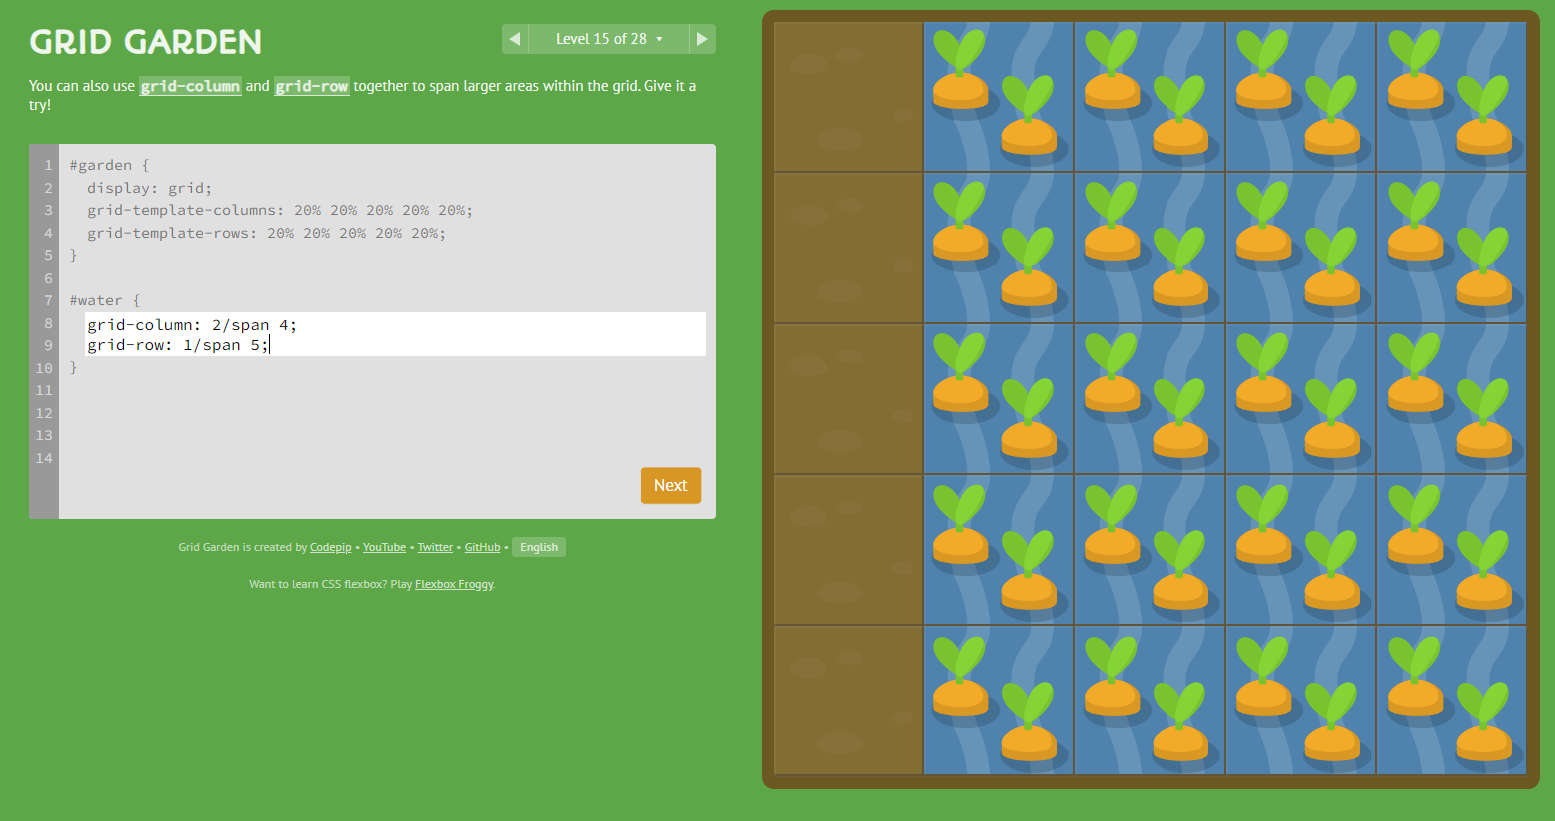 GRID GARDEN
◀ Level 15 of 28 ▾ ▶
You can also use grid-column and grid-row together to span larger areas within the grid. Give it a
try!
1 #garden {
2   display: grid;
3   grid-template-columns: 20% 20% 20% 20% 20%;
4   grid-template-rows: 20% 20% 20% 20% 20%;
5 }
6
7 #water {
8   grid-column: 2/span 4;
9   grid-row: 1/span 5;
10 }
11
12
13
14
Next
Grid Garden is created by Codepip • YouTube • Twitter • GitHub • English
Want to learn CSS flexbox? Play Flexbox Froggy.